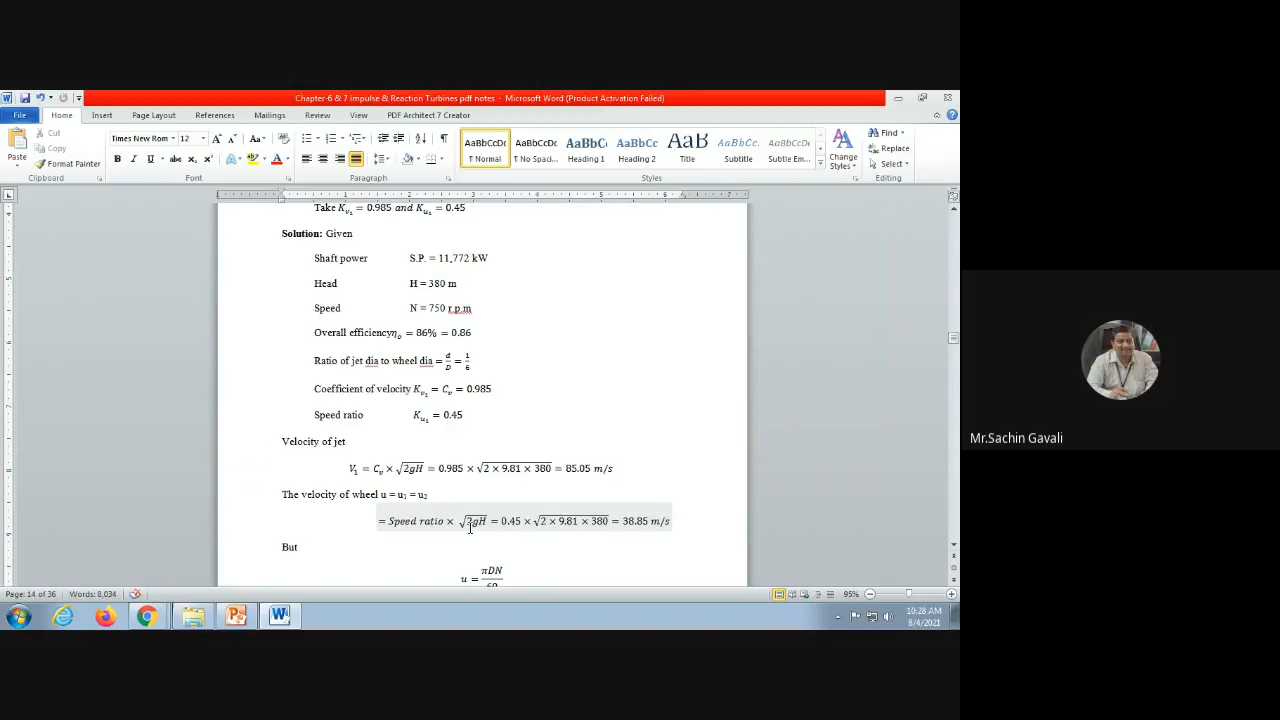 Chapter-6 & 7 impulse & Reaction Turbines pdf notes - Microsoft Word (Product Activation Failed)
File Home Insert Page Layout References Mailings Review View PDF Architect 7 Creator
Paste Cut Copy Format Painter
Times New Rom 12
AaBbCcDc AaBbCcDc AaBbC AaBbCc AaB AaBbCc. AaBbCcDc
¶ Normal ¶ No Spaci... Heading 1 Heading 2 Title Subtitle Subtle Em...
Change Styles
Find Replace Select
Clipboard Font Paragraph Styles Editing
Take K_v₁ = 0.985 and K_u₁ = 0.45
Solution: Given
Shaft power S.P. = 11,772 kW
Head H = 380 m
Speed N = 750 r.p.m
Overall efficiencyη_o = 86% = 0.86
Ratio of jet dia to wheel dia = d/D = 1/6
Coefficient of velocity K_v₁ = C_v = 0.985
Speed ratio K_u₁ = 0.45
Velocity of jet
V₁ = C_v × √2gH = 0.985 × √2 × 9.81 × 380 = 85.05 m/s
The velocity of wheel u = u₁ = u₂
= Speed ratio × √2gH = 0.45 × √2 × 9.81 × 380 = 38.85 m/s
But
u = πDN/60
Page: 14 of 36 Words: 8,034 95%
10:28 AM
8/4/2021
Mr.Sachin Gavali